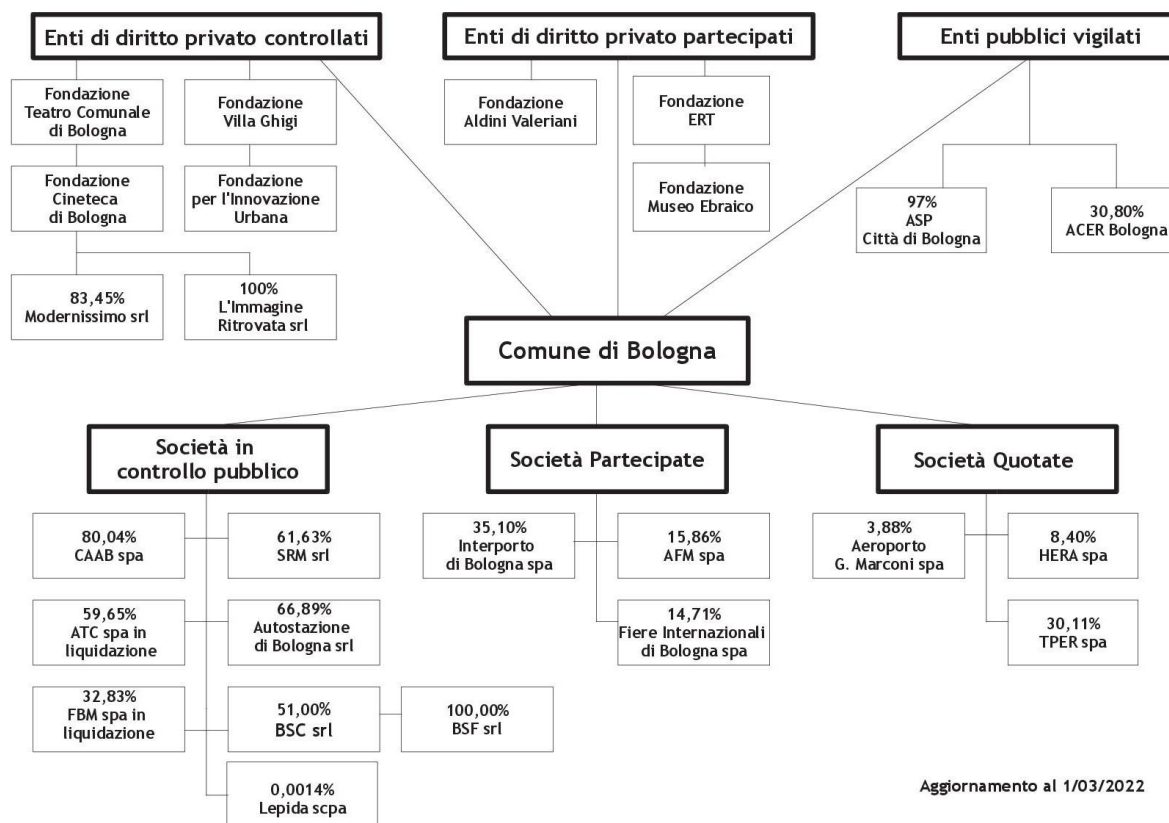 Enti di diritto privato controllati
Enti di diritto privato partecipati
Enti pubblici vigilati
Fondazione
Teatro Comunale
di Bologna
Fondazione
Villa Ghigi
Fondazione
Aldini Valeriani
Fondazione
ERT
Fondazione
Cineteca
di Bologna
Fondazione
per l'Innovazione
Urbana
Fondazione
Museo Ebraico
97%
ASP
Città di Bologna
30,80%
ACER Bologna
83,45%
Modernissimo srl
100%
L'Immagine
Ritrovata srl
Comune di Bologna
Società in
controllo pubblico
Società Partecipate
Società Quotate
80,04%
CAAB spa
61,63%
SRM srl
35,10%
Interporto
di Bologna spa
15,86%
AFM spa
3,88%
Aeroporto
G. Marconi spa
8,40%
HERA spa
59,65%
ATC spa in
liquidazione
66,89%
Autostazione
di Bologna srl
14,71%
Fiere Internazionali
di Bologna spa
30,11%
TPER spa
32,83%
FBM spa in
liquidazione
51,00%
BSC srl
100,00%
BSF srl
0,0014%
Lepida scpa
Aggiornamento al 1/03/2022